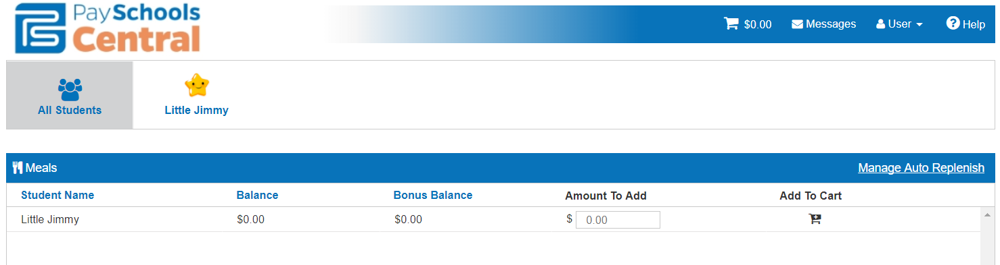 PaySchools
Central
$0.00 Messages User Help
All Students Little Jimmy
Meals Manage Auto Replenish
Student Name Balance Bonus Balance Amount To Add Add To Cart
Little Jimmy $0.00 $0.00 $ 0.00